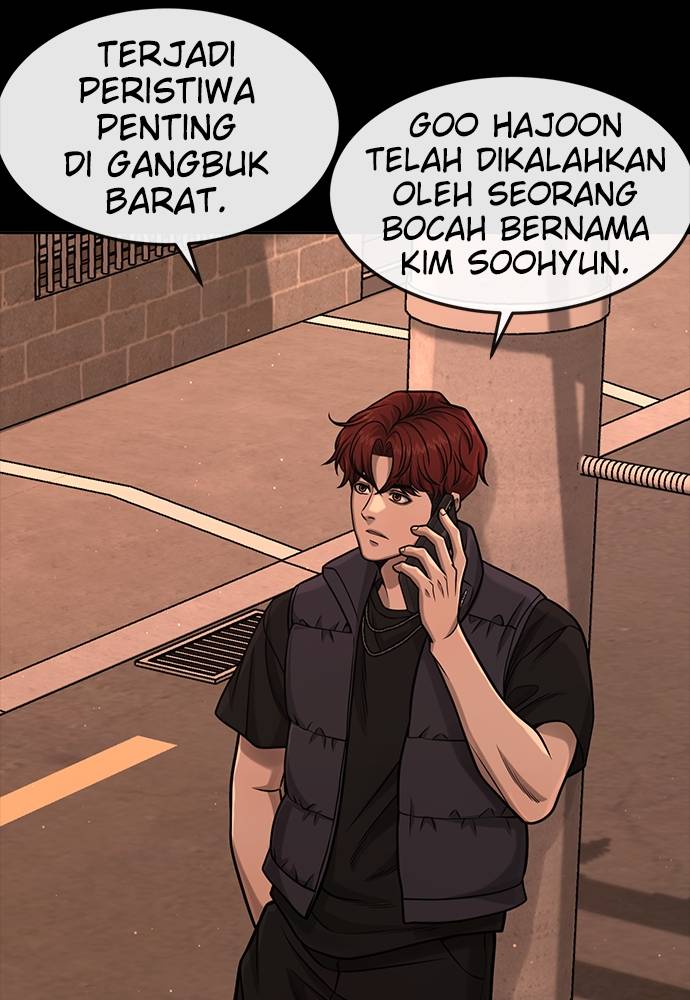 TERJADI
PERISTIWA
PENTING
DI GANGBUK
BARAT.
GOO HAJOON
TELAH DIKALAHKAN
OLEH SEORANG
BOCAH BERNAMA
KIM SOOHYUN.